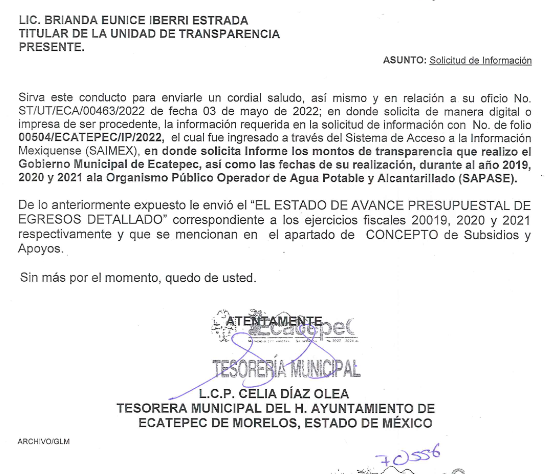 LIC. BRIANDA EUNICE IBERRI ESTRADA
TITULAR DE LA UNIDAD DE TRANSPARENCIA
PRESENTE.
ASUNTO: Solicitud de Información
Sirva este conducto para enviarle un cordial saludo, así mismo y en relación a su oficio No.
ST/UT/ECA/00463/2022 de fecha 03 de mayo de 2022; en donde solicita de manera digital o
impresa de ser procedente, la información requerida en la solicitud de información con No. de folio
00504/ECATEPEC/IP/2022, el cual fue ingresado a través del Sistema de Acceso a la Información
Mexiquense (SAIMEX), en donde solicita Informe los montos de transparencia que realizo el
Gobierno Municipal de Ecatepec, así como las fechas de su realización, durante al año 2019,
2020 y 2021 ala Organismo Público Operador de Agua Potable y Alcantarillado (SAPASE).
De lo anteriormente expuesto le envió el “EL ESTADO DE AVANCE PRESUPUESTAL DE
EGRESOS DETALLADO” correspondiente a los ejercicios fiscales 20019, 2020 y 2021
respectivamente y que se mencionan en el apartado de CONCEPTO de Subsidios y
Apoyos.
Sin más por el momento, quedo de usted.
ATENTAMENTE
Ecatepec
TESORERÍA MUNICIPAL
L.C.P. CELIA DÍAZ OLEA
TESORERA MUNICIPAL DEL H. AYUNTAMIENTO DE
ECATEPEC DE MORELOS, ESTADO DE MÉXICO
ARCHIVO/GLM
70556